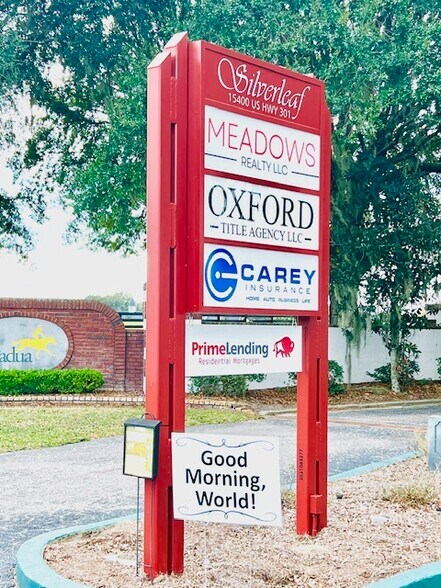 Silverleaf
15400 US HWY 301
MEADOWS
REALTY LLC
OXFORD
TITLE AGENCY LLC
CAREY
INSURANCE
HOME AUTO BUSINESS LIFE
PrimeLending
Residential Mortgages
adua
Good
Morning,
World!